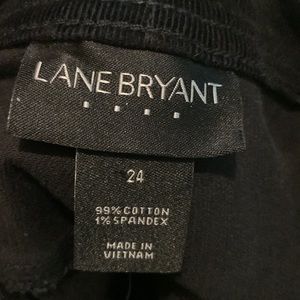 LANE BRYANT
24
99% COTTON
1% SPANDEX
MADE IN
VIETNAM